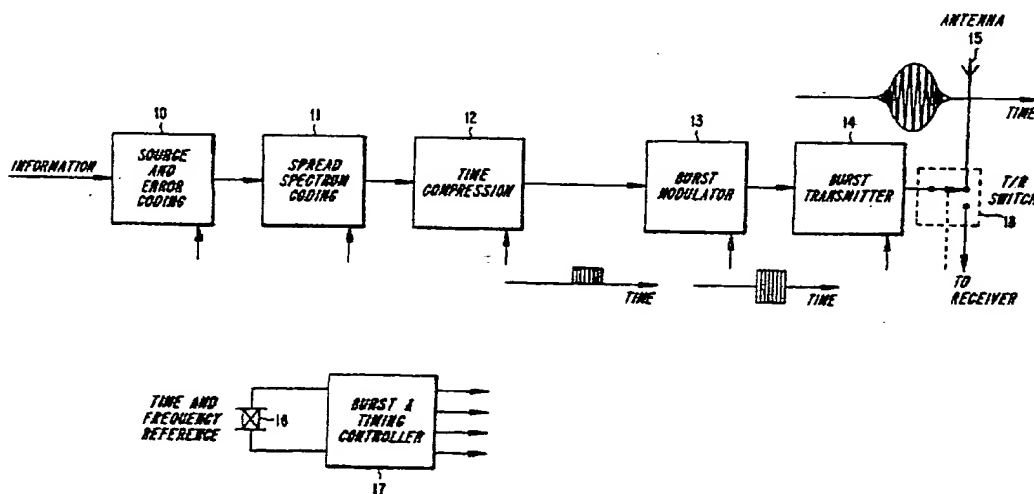 ANTENNA
15
TIME
10
11
12
13
14
INFORMATION
SOURCE
AND
ERROR
CODING
SPREAD
SPECTRUM
CODING
TIME
COMPRESSION
BURST
MODULATOR
BURST
TRANSMITTER
T/R
SWITCH
18
TIME
TIME
TO
RECEIVER
TIME AND
FREQUENCY
REFERENCE
16
BURST &
TIMING
CONTROLLER
17